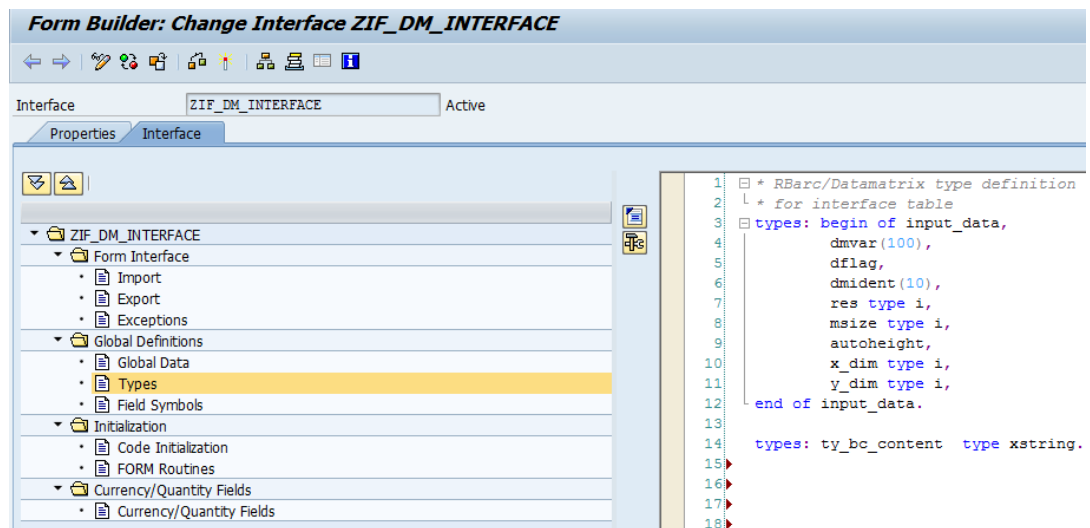 Form Builder: Change Interface ZIF_DM_INTERFACE
Interface ZIF_DM_INTERFACE Active
Properties Interface
ZIF_DM_INTERFACE
Form Interface
Import
Export
Exceptions
Global Definitions
Global Data
Types
Field Symbols
Initialization
Code Initialization
FORM Routines
Currency/Quantity Fields
Currency/Quantity Fields
1 * RBarc/Datamatrix type definition
2 * for interface table
3 types: begin of input_data,
4 dmvar(100),
5 dflag,
6 dmident(10),
7 res type i,
8 msize type i,
9 autoheight,
10 x_dim type i,
11 y_dim type i,
12 end of input_data.
13
14 types: ty_bc_content type xstring.
15
16
17
18